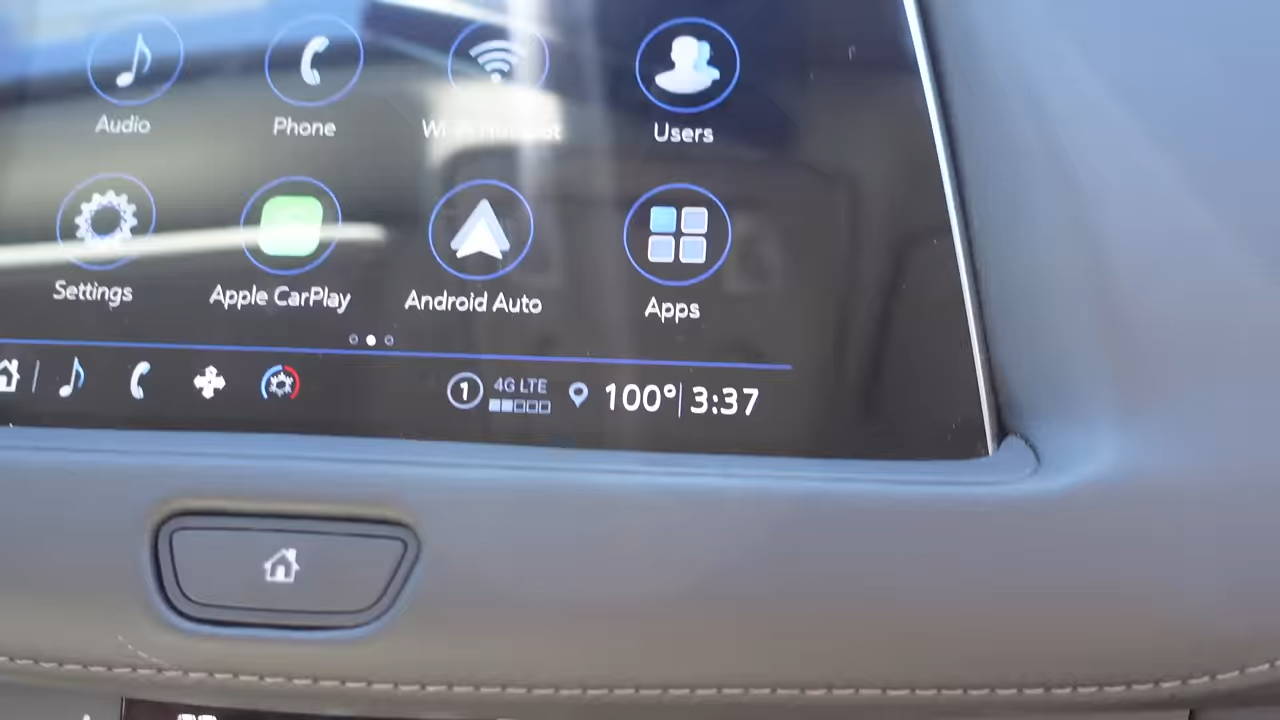 Audio Phone Users
Settings Apple CarPlay Android Auto Apps
1 4G LTE 100° 3:37